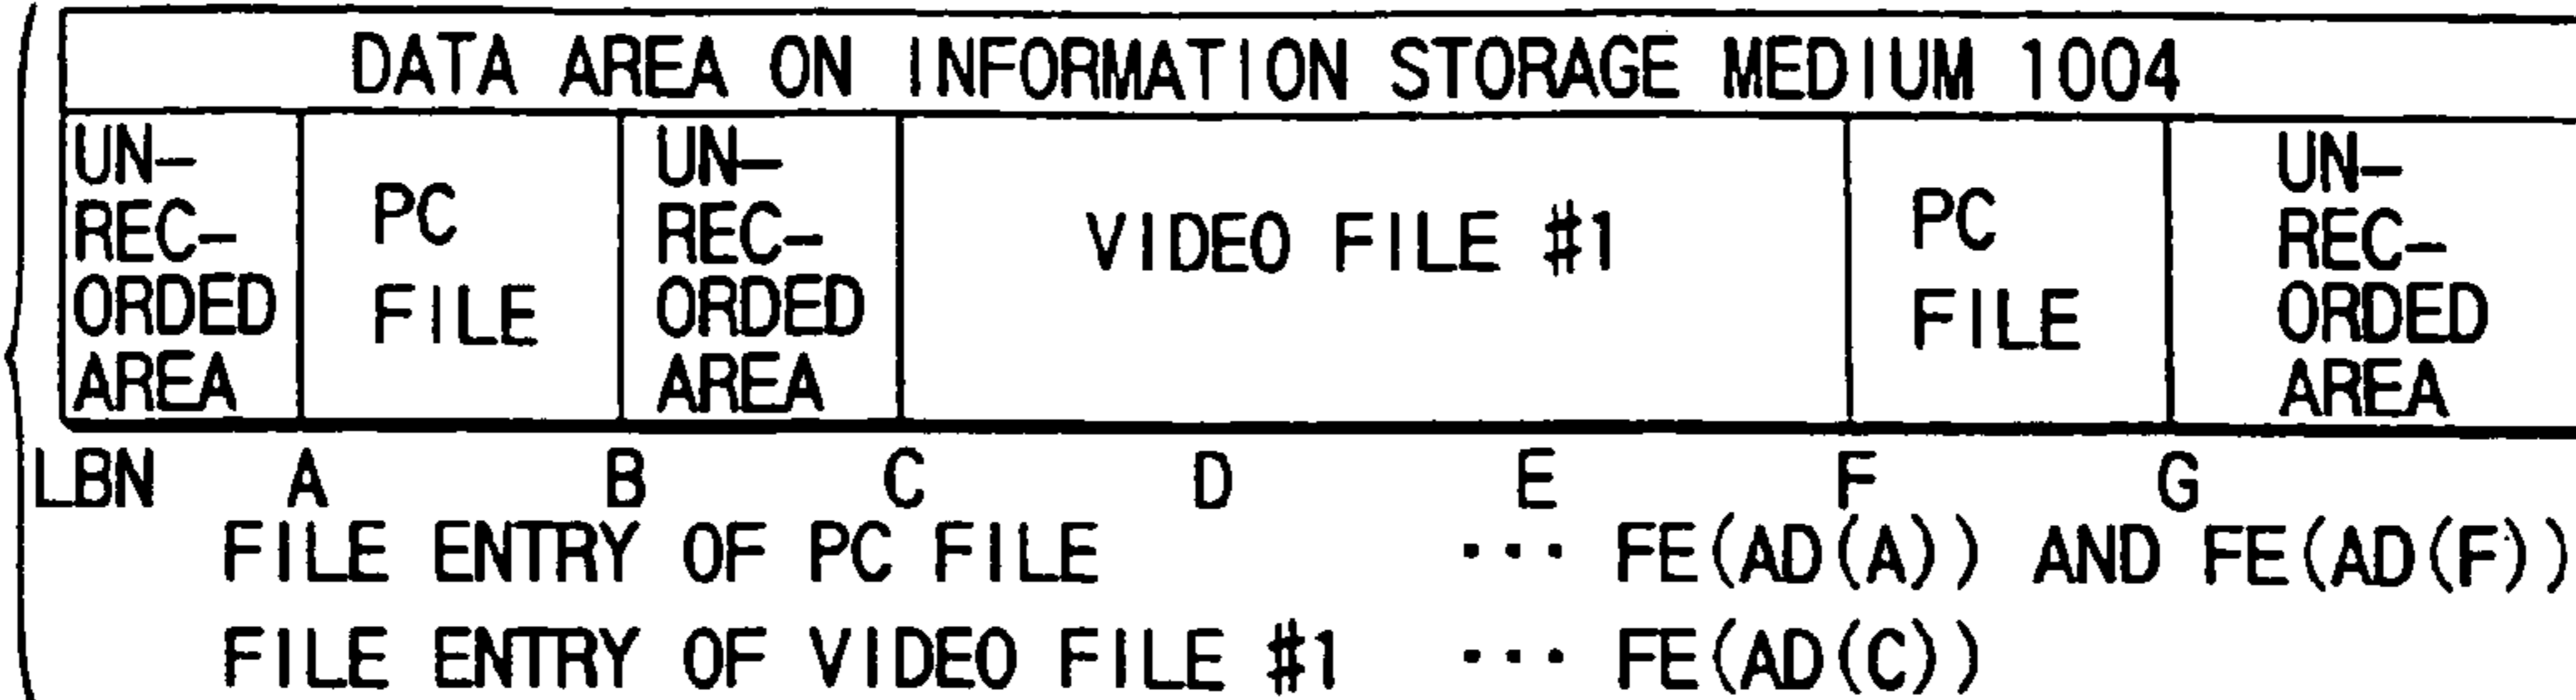 DATA AREA ON INFORMATION STORAGE MEDIUM 1004
UN-
REC-
ORDED
AREA
PC
FILE
UN-
REC-
ORDED
AREA
VIDEO FILE #1
PC
FILE
UN-
REC-
ORDED
AREA
LBN A B C D E F G
FILE ENTRY OF PC FILE ··· FE(AD(A)) AND FE(AD(F))
FILE ENTRY OF VIDEO FILE #1 ··· FE(AD(C))